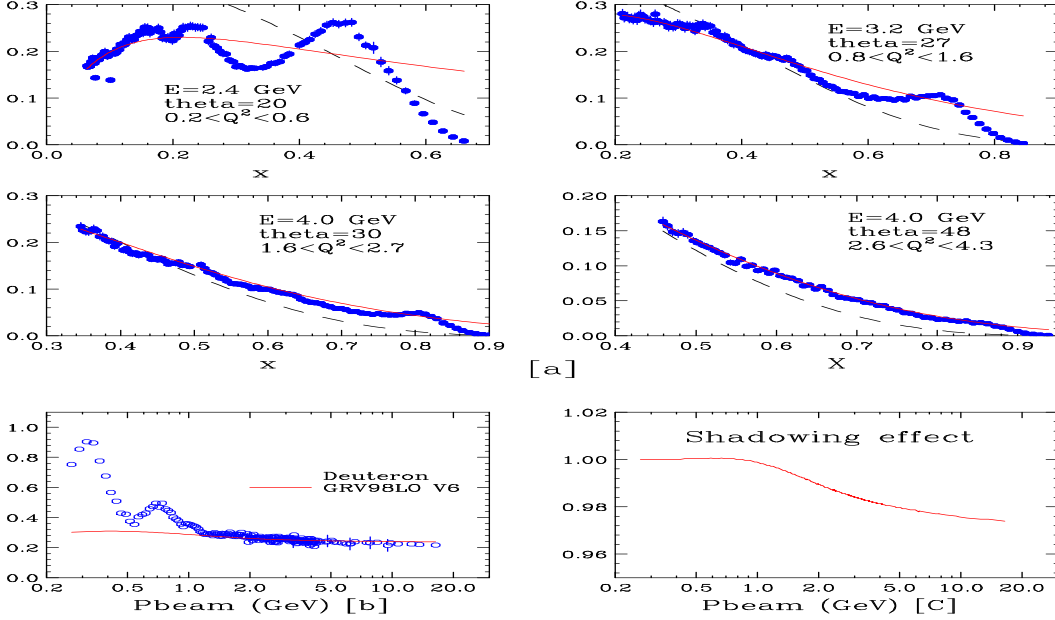 0.3
0.2
0.1
0.0
E=2.4 GeV
theta=20
0.2<Q²<0.6
0.0 0.2 0.4 0.6
x
0.3
0.2
0.1
0.0
E=3.2 GeV
theta=27
0.8<Q²<1.6
0.2 0.4 0.6 0.8
x
0.3
0.2
0.1
0.0
E=4.0 GeV
theta=30
1.6<Q²<2.7
0.3 0.4 0.5 0.6 0.7 0.8 0.9
x
0.20
0.15
0.10
0.05
0.00
E=4.0 GeV
theta=48
2.6<Q²<4.3
0.4 0.5 0.6 0.7 0.8 0.9
X
[a]
1.0
0.8
0.6
0.4
0.2
0.0
Deuteron
GRV98LO V6
0.2 0.5 1.0 2.0 5.0 10.0 20.0
Pbeam (GeV) [b]
1.02
1.00
0.98
0.96
Shadowing effect
0.2 0.5 1.0 2.0 5.0 10.0 20.0
Pbeam (GeV) [C]